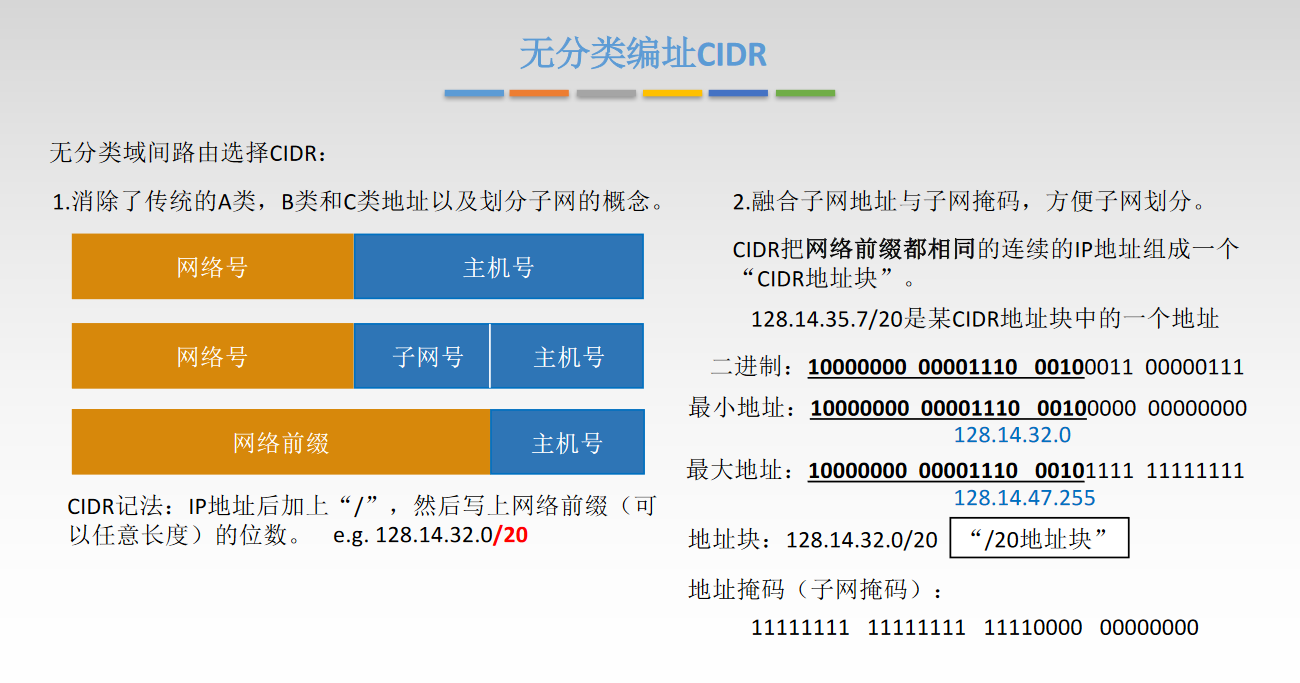 无分类编址CIDR
无分类域间路由选择CIDR：
1.消除了传统的A类，B类和C类地址以及划分子网的概念。
网络号 主机号
网络号 子网号 主机号
网络前缀 主机号
CIDR记法：IP地址后加上“/”，然后写上网络前缀（可
以任意长度）的位数。 e.g. 128.14.32.0/20
2.融合子网地址与子网掩码，方便子网划分。
CIDR把网络前缀都相同的连续的IP地址组成一个
“CIDR地址块”。
128.14.35.7/20是某CIDR地址块中的一个地址
二进制：10000000 00001110 00100011 00000111
最小地址：10000000 00001110 00100000 00000000
128.14.32.0
最大地址：10000000 00001110 00101111 11111111
128.14.47.255
地址块：128.14.32.0/20 “/20地址块”
地址掩码（子网掩码）：
11111111 11111111 11110000 00000000